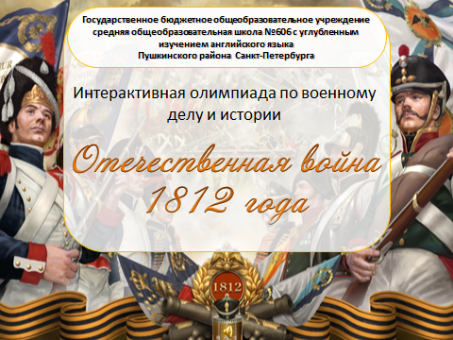 Государственное бюджетное общеобразовательное учреждение
средняя общеобразовательная школа №606 с углубленным
изучением английского языка
Пушкинского района Санкт-Петербурга
Интерактивная олимпиада по военному
делу и истории
Отечественная война
1812 года
1812